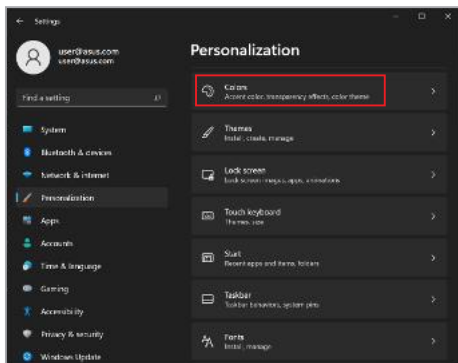 Settings
user@asus.com
user@asus.com
Find a setting
System
Bluetooth & devices
Network & internet
Personalization
Apps
Accounts
Time & language
Gaming
Accessibility
Privacy & security
Windows Update
Personalization
Colors
Accent color, transparency effects, color theme
Themes
Install, create, manage
Lock screen
Lock screen images, apps, animations
Touch keyboard
Themes, size
Start
Recent apps and items, folders
Taskbar
Taskbar behaviors, system pins
Fonts
Install, manage